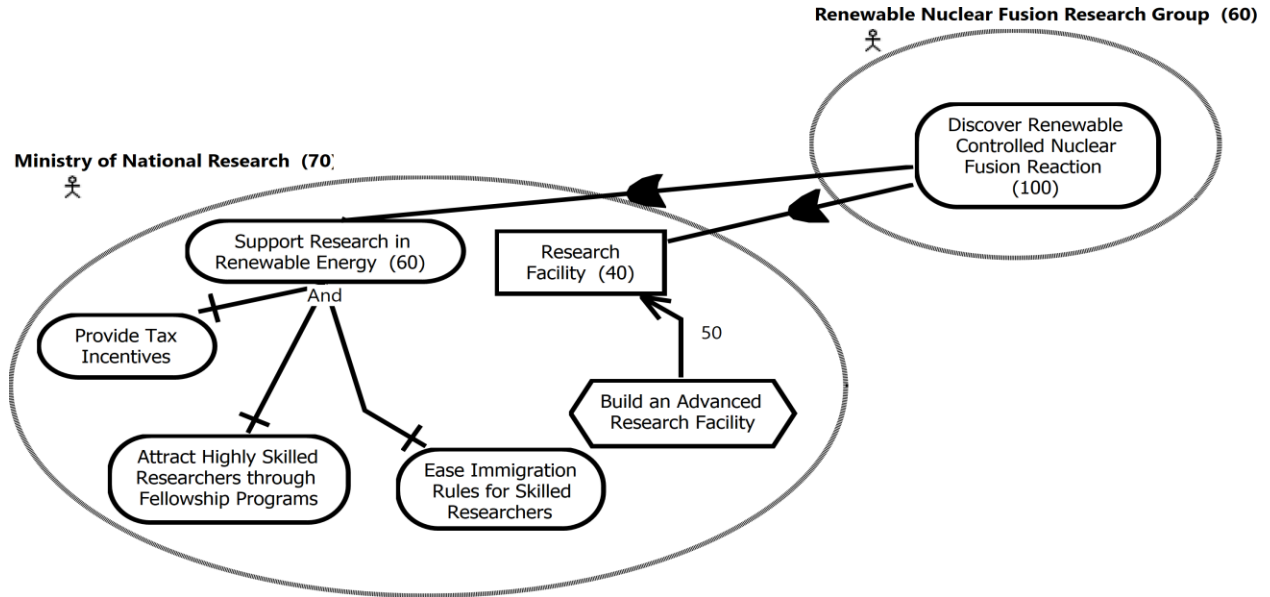 Renewable Nuclear Fusion Research Group (60)
Discover Renewable
Controlled Nuclear
Fusion Reaction
(100)
Ministry of National Research (70)
Support Research in
Renewable Energy (60)
Research
Facility (40)
And
Provide Tax
Incentives
50
Build an Advanced
Research Facility
Attract Highly Skilled
Researchers through
Fellowship Programs
Ease Immigration
Rules for Skilled
Researchers